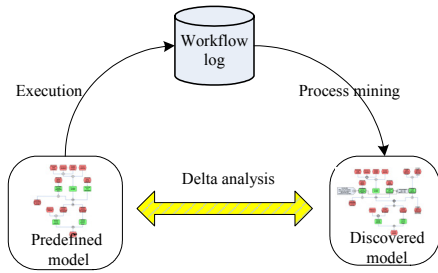 Workflow
log
Execution
Process mining
Delta analysis
Predefined
model
Discovered
model